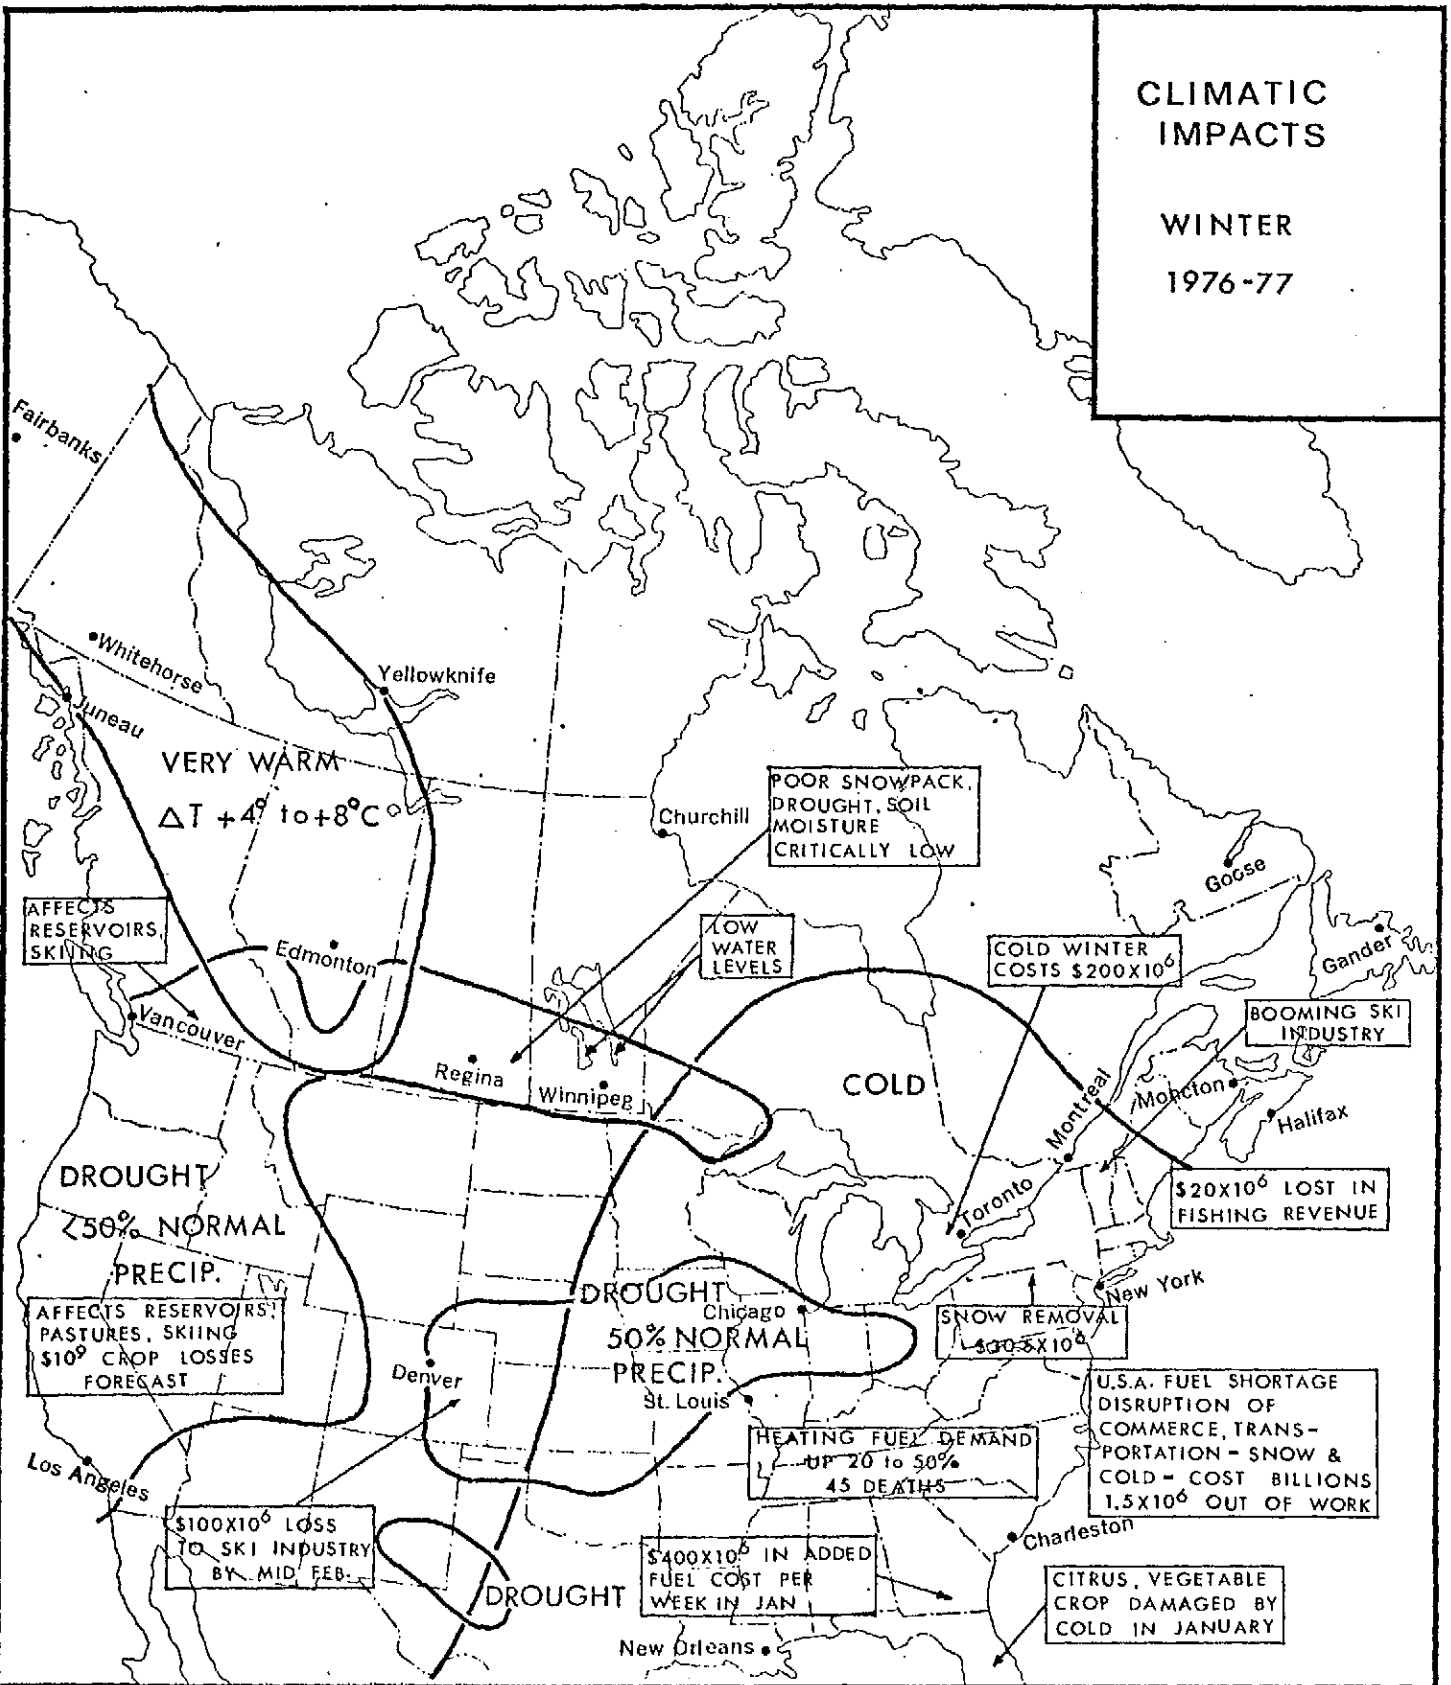 CLIMATIC
IMPACTS
WINTER
1976-77
Fairbanks
Whitehorse
Juneau
Yellowknife
VERY WARM
ΔT +4° to +8°C
Churchill
POOR SNOWPACK,
DROUGHT, SOIL
MOISTURE
CRITICALLY LOW
Goose
Gander
AFFECTS
RESERVOIRS,
SKIING
Edmonton
LOW
WATER
LEVELS
COLD WINTER
COSTS $200X10⁶
BOOMING SKI
INDUSTRY
Vancouver
Regina
Winnipeg
COLD
Montreal
Moncton
Halifax
DROUGHT
<50% NORMAL
PRECIP.
$20X10⁶ LOST IN
FISHING REVENUE
Toronto
New York
AFFECTS RESERVOIRS,
PASTURES, SKIING
$10⁹ CROP LOSSES
FORECAST
DROUGHT
Chicago
50% NORMAL
PRECIP.
SNOW REMOVAL
Denver
St. Louis
U.S.A. FUEL SHORTAGE
DISRUPTION OF
COMMERCE, TRANS-
PORTATION - SNOW &
COLD - COST BILLIONS
1.5X10⁶ OUT OF WORK
HEATING FUEL DEMAND
UP 20 to 50%
45 DEATHS
Los Angeles
$100X10⁶ LOSS
TO SKI INDUSTRY
BY MID FEB.
Charleston
$400X10⁶ IN ADDED
FUEL COST PER
WEEK IN JAN
DROUGHT
CITRUS, VEGETABLE
CROP DAMAGED BY
COLD IN JANUARY
New Orleans